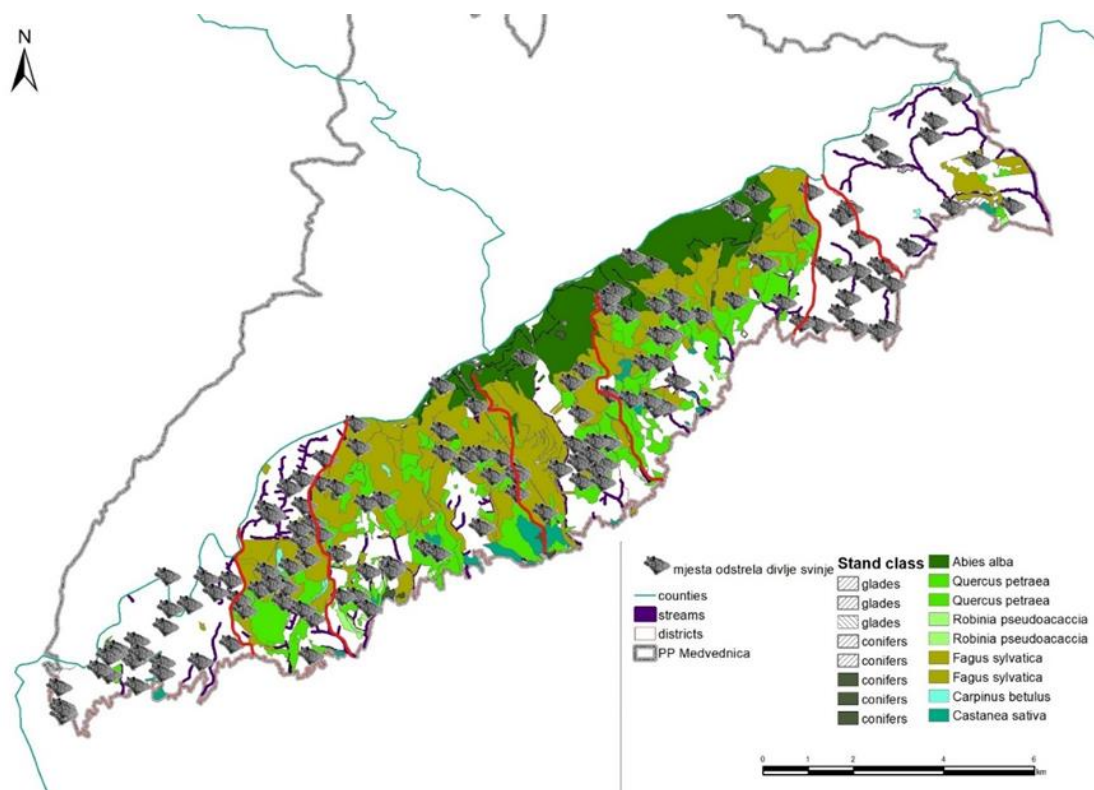 N
mjesta odstrela divlje svinje
counties
streams
districts
PP Medvednica
Stand class
glades
glades
glades
conifers
conifers
conifers
conifers
conifers
Abies alba
Quercus petraea
Quercus petraea
Robinia pseudoacaccia
Robinia pseudoacaccia
Fagus sylvatica
Fagus sylvatica
Carpinus betulus
Castanea sativa
0 2 4 6
km